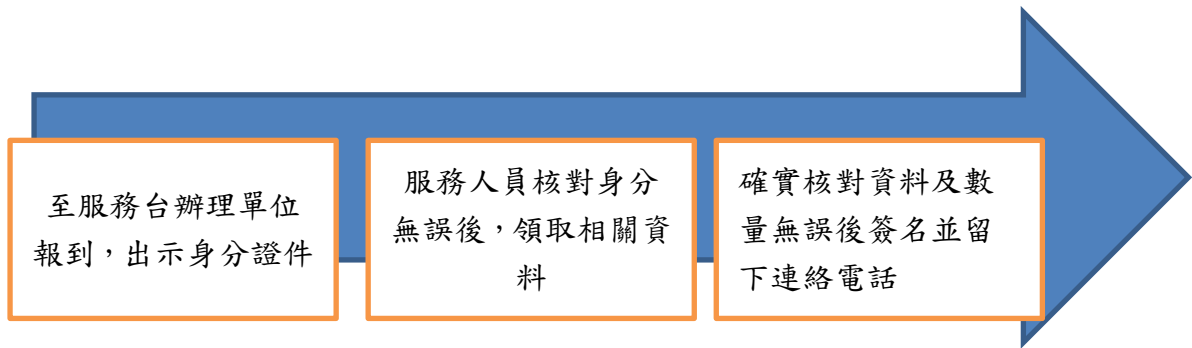 至服務台辦理單位
報到，出示身分證件
服務人員核對身分
無誤後，領取相關資
料
確實核對資料及數
量無誤後簽名並留
下連絡電話